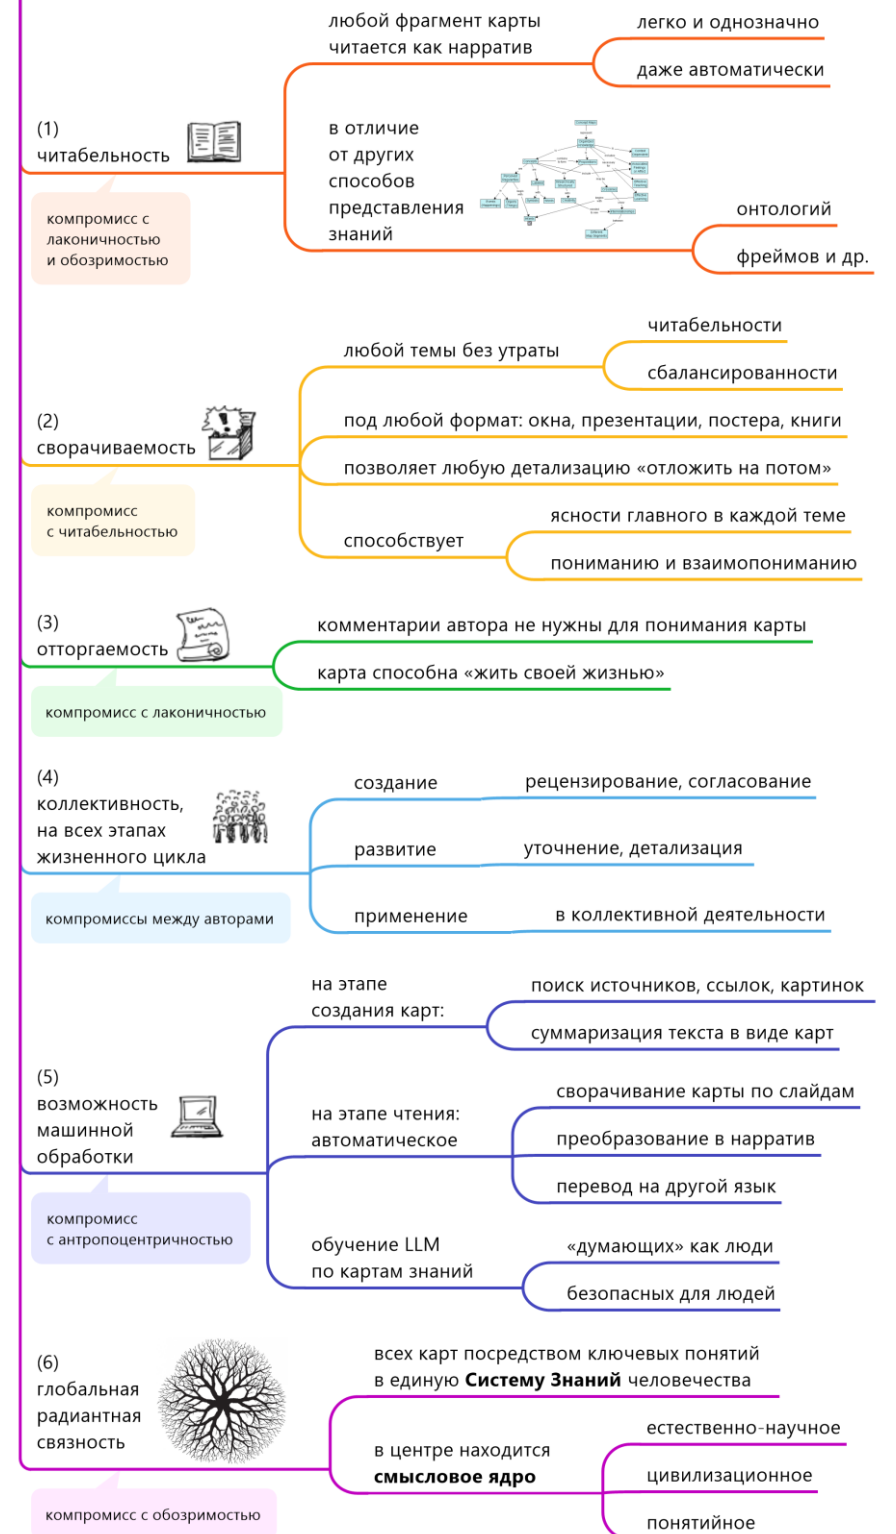 любой фрагмент карты
читается как нарратив
легко и однозначно
даже автоматически
(1)
читабельность
компромисс с
лаконичностью
и обозримостью
в отличие
от других
способов
представления
знаний
онтологий
фреймов и др.
(2)
сворачиваемость
компромисс
с читабельностью
любой темы без утраты
читабельности
сбалансированности
под любой формат: окна, презентации, постера, книги
позволяет любую детализацию «отложить на потом»
способствует
ясности главного в каждой теме
пониманию и взаимопониманию
(3)
отторгаемость
компромисс с лаконичностью
комментарии автора не нужны для понимания карты
карта способна «жить своей жизнью»
(4)
коллективность,
на всех этапах
жизненного цикла
компромиссы между авторами
создание
рецензирование, согласование
развитие
уточнение, детализация
применение
в коллективной деятельности
(5)
возможность
машинной
обработки
компромисс
с антропоцентричностью
на этапе
создания карт:
поиск источников, ссылок, картинок
суммаризация текста в виде карт
на этапе чтения:
автоматическое
сворачивание карты по слайдам
преобразование в нарратив
перевод на другой язык
обучение LLM
по картам знаний
«думающих» как люди
безопасных для людей
(6)
глобальная
радиантная
связность
компромисс с обозримостью
всех карт посредством ключевых понятий
в единую Систему Знаний человечества
в центре находится
смысловое ядро
естественно-научное
цивилизационное
понятийное